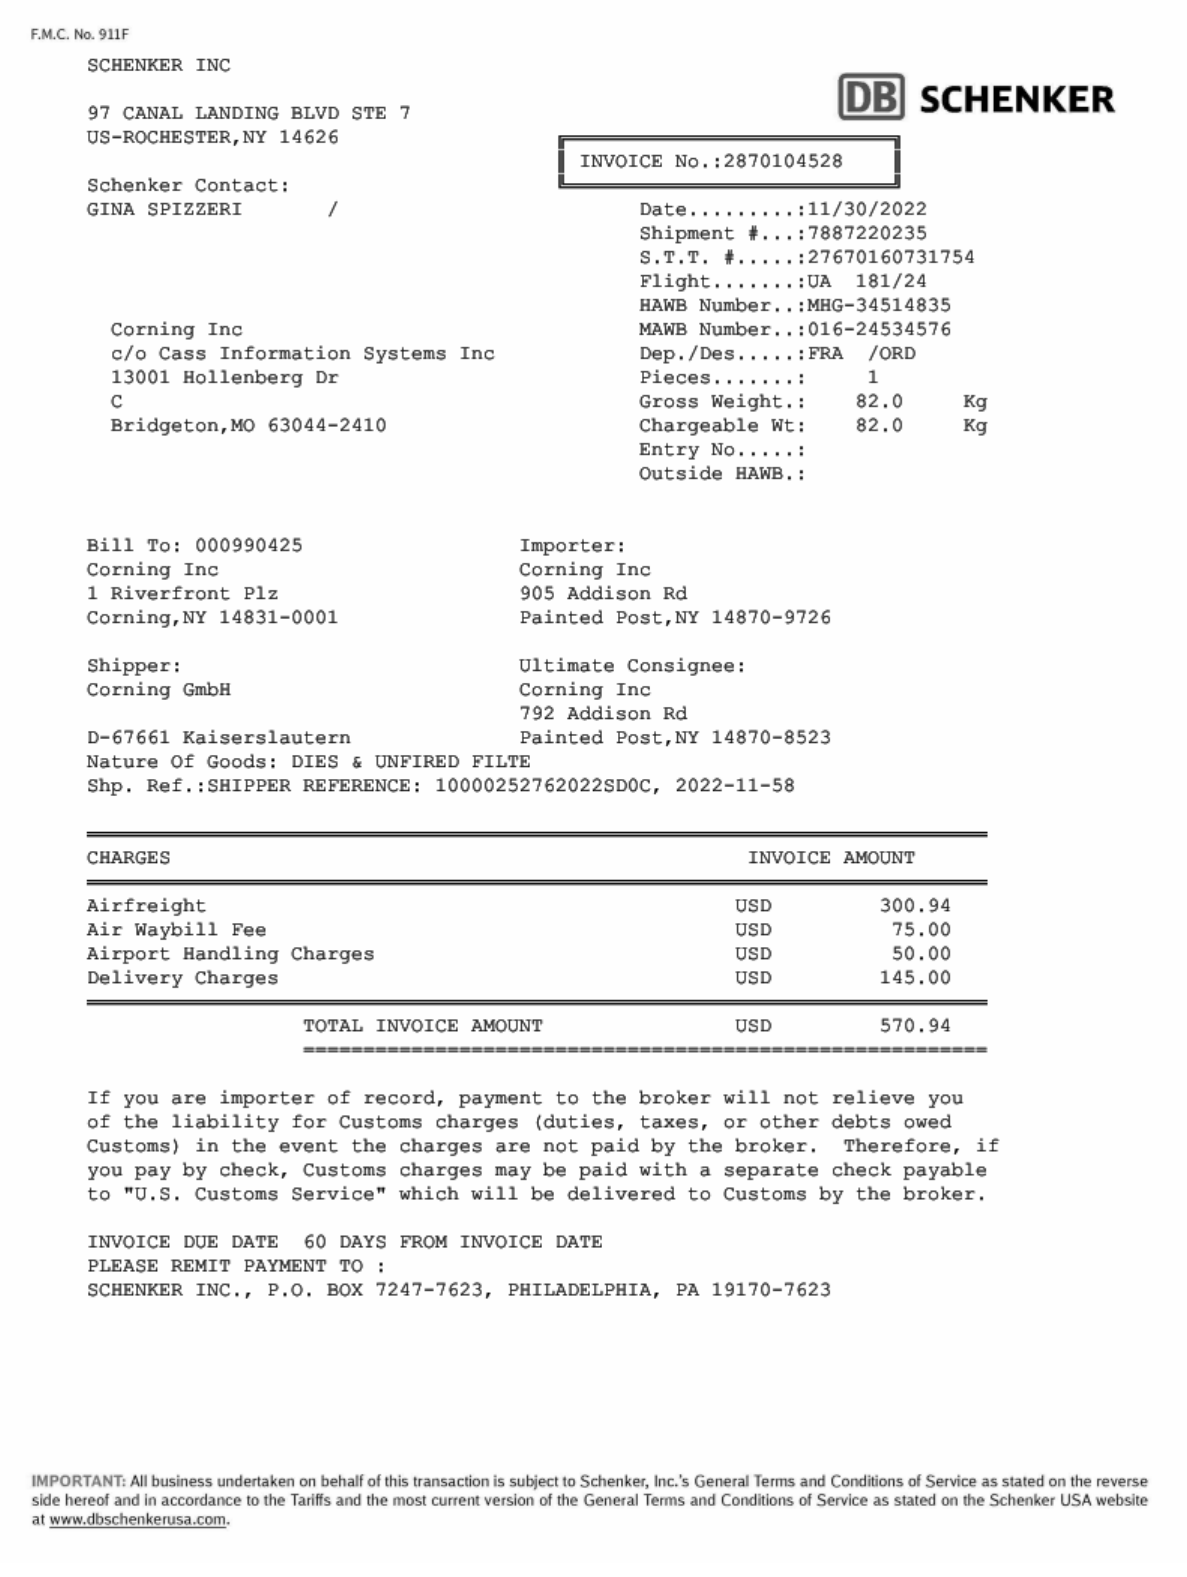 F.M.C. No. 911F
SCHENKER INC
DB SCHENKER
97 CANAL LANDING BLVD STE 7
US-ROCHESTER,NY 14626
INVOICE No.:2870104528
Schenker Contact:
GINA SPIZZERI /
Date.........:11/30/2022
Shipment #...:7887220235
S.T.T. #.....:27670160731754
Flight.......:UA 181/24
HAWB Number..:MHG-34514835
Corning Inc
MAWB Number..:016-24534576
c/o Cass Information Systems Inc
Dep./Des.....:FRA /ORD
13001 Hollenberg Dr
Pieces.......: 1
C
Gross Weight.: 82.0 Kg
Bridgeton,MO 63044-2410
Chargeable Wt: 82.0 Kg
Entry No.....:
Outside HAWB.:
Bill To: 000990425
Corning Inc
1 Riverfront Plz
Corning,NY 14831-0001
Importer:
Corning Inc
905 Addison Rd
Painted Post,NY 14870-9726
Shipper:
Corning GmbH
D-67661 Kaiserslautern
Ultimate Consignee:
Corning Inc
792 Addison Rd
Painted Post,NY 14870-8523
Nature Of Goods: DIES & UNFIRED FILTE
Shp. Ref.:SHIPPER REFERENCE: 10000252762022SD0C, 2022-11-58
CHARGES INVOICE AMOUNT
Airfreight USD 300.94
Air Waybill Fee USD 75.00
Airport Handling Charges USD 50.00
Delivery Charges USD 145.00
TOTAL INVOICE AMOUNT USD 570.94
=========================================================
If you are importer of record, payment to the broker will not relieve you
of the liability for Customs charges (duties, taxes, or other debts owed
Customs) in the event the charges are not paid by the broker. Therefore, if
you pay by check, Customs charges may be paid with a separate check payable
to "U.S. Customs Service" which will be delivered to Customs by the broker.
INVOICE DUE DATE 60 DAYS FROM INVOICE DATE
PLEASE REMIT PAYMENT TO :
SCHENKER INC., P.O. BOX 7247-7623, PHILADELPHIA, PA 19170-7623
IMPORTANT: All business undertaken on behalf of this transaction is subject to Schenker, Inc.'s General Terms and Conditions of Service as stated on the reverse
side hereof and in accordance to the Tariffs and the most current version of the General Terms and Conditions of Service as stated on the Schenker USA website
at www.dbschenkerusa.com.